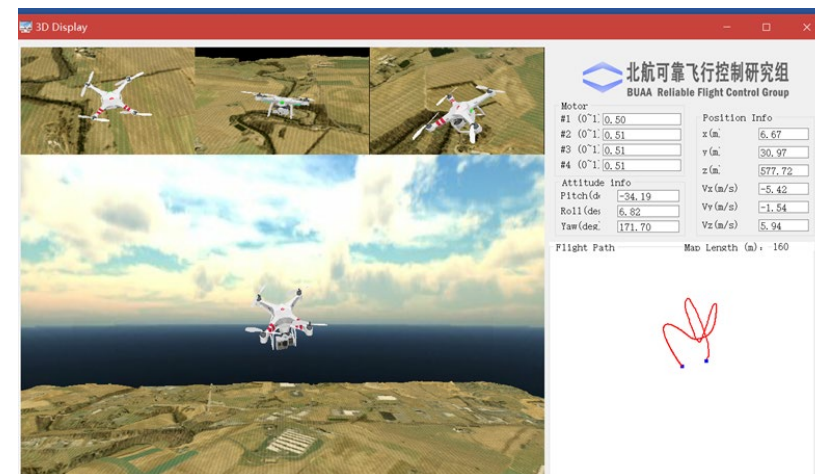 3D Display
北航可靠飞行控制研究组
BUAA Reliable Flight Control Group
Motor
#1 (0~1) 0.50
#2 (0~1) 0.51
#3 (0~1) 0.51
#4 (0~1) 0.51
Attitude info
Pitch(de -34.19
Roll(deg 6.82
Yaw(deg) 171.70
Position Info
x(m) 6.67
y(m) 30.97
z(m) 577.72
Vx(m/s) -5.42
Vy(m/s) -1.54
Vz(m/s) 5.94
Flight Path
Map Length (m): 160